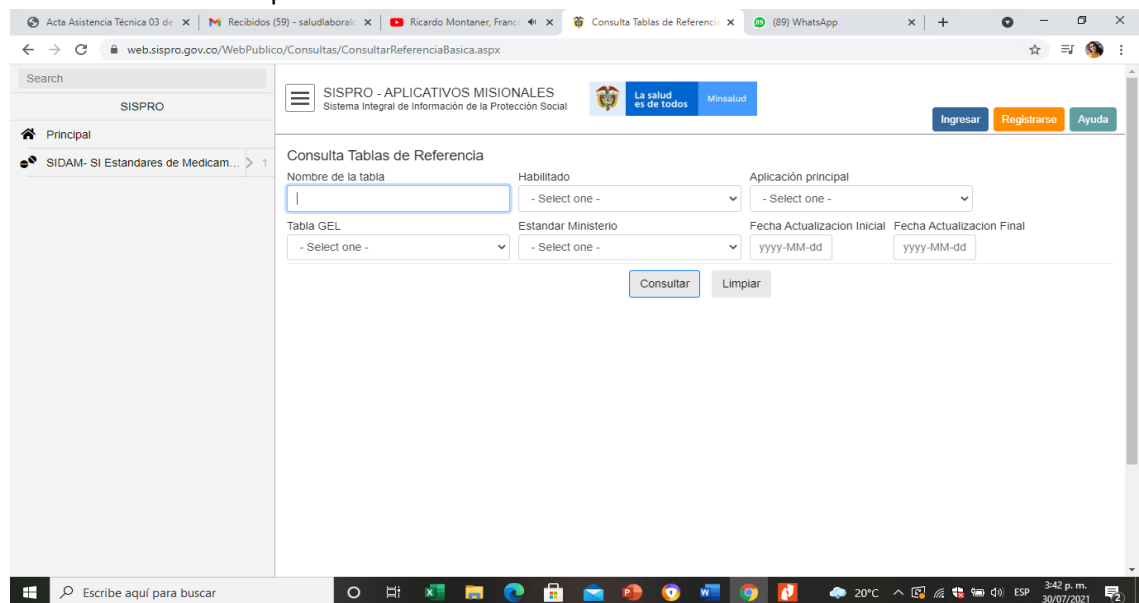 Acta Asistencia Técnica 03 de
Recibidos (59) - saludlaboralc
Ricardo Montaner, Franc
Consulta Tablas de Referencia
(89) WhatsApp
web.sispro.gov.co/WebPublico/Consultas/ConsultarReferenciaBasica.aspx
Search
SISPRO
Principal
SIDAM- SI Estandares de Medicam... 1
SISPRO - APLICATIVOS MISIONALES
Sistema Integral de Información de la Protección Social
La salud
es de todos
Minsalud
Ingresar Registrarse Ayuda
Consulta Tablas de Referencia
Nombre de la tabla Habilitado Aplicación principal
- Select one - - Select one -
Tabla GEL Estandar Ministerio Fecha Actualizacion Inicial Fecha Actualizacion Final
- Select one - - Select one - yyyy-MM-dd yyyy-MM-dd
Consultar Limpiar
Escribe aquí para buscar
20°C ESP
3:42 p. m.
30/07/2021
2